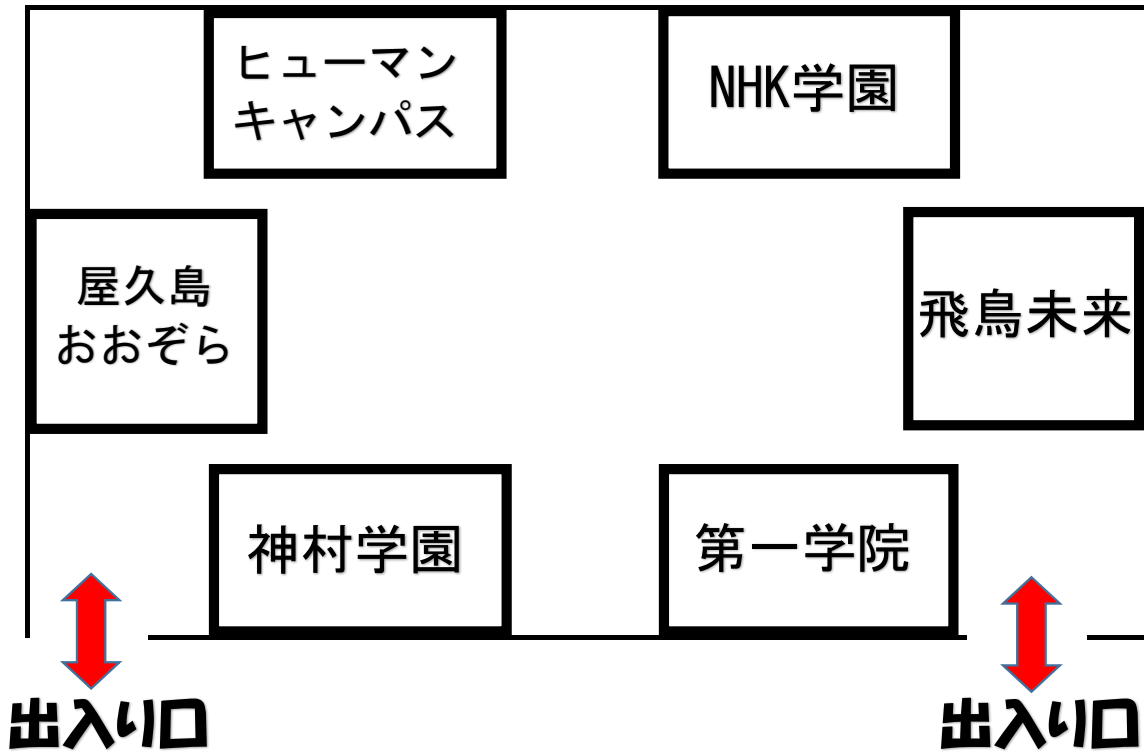 ヒューマン
キャンパス
NHK学園
屋久島
おおぞら
飛鳥未来
神村学園
第一学院
出入り口
出入り口